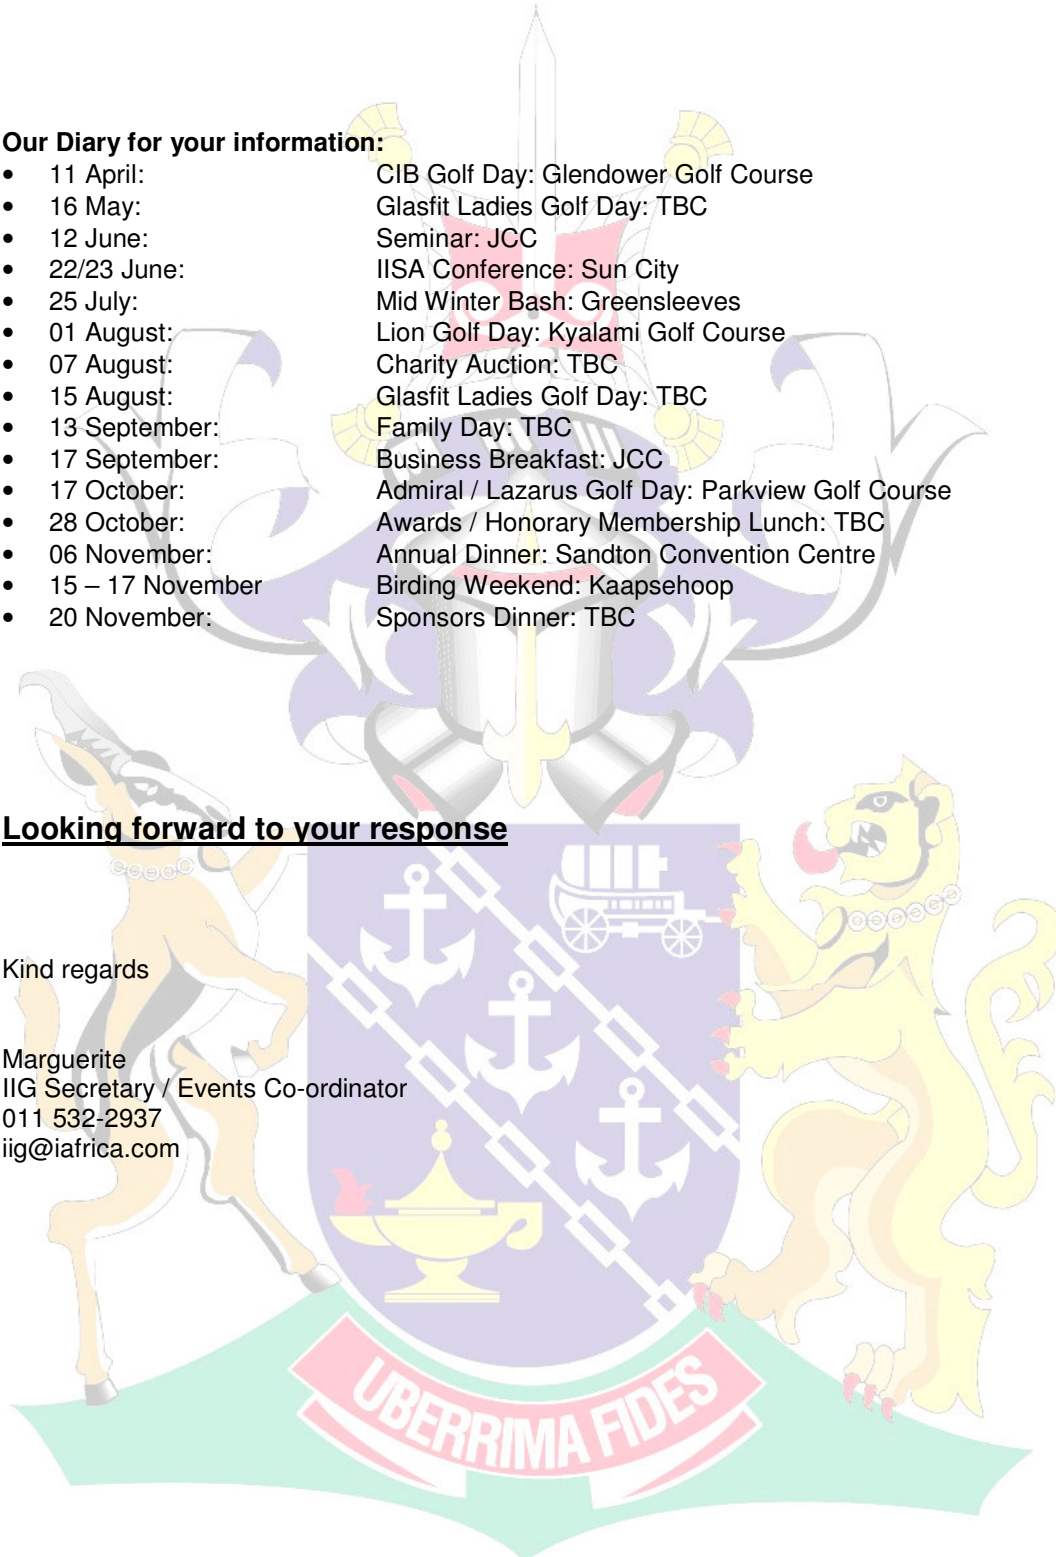 Our Diary for your information:
• 11 April: CIB Golf Day: Glendower Golf Course
• 16 May: Glasfit Ladies Golf Day: TBC
• 12 June: Seminar: JCC
• 22/23 June: IISA Conference: Sun City
• 25 July: Mid Winter Bash: Greensleeves
• 01 August: Lion Golf Day: Kyalami Golf Course
• 07 August: Charity Auction: TBC
• 15 August: Glasfit Ladies Golf Day: TBC
• 13 September: Family Day: TBC
• 17 September: Business Breakfast: JCC
• 17 October: Admiral / Lazarus Golf Day: Parkview Golf Course
• 28 October: Awards / Honorary Membership Lunch: TBC
• 06 November: Annual Dinner: Sandton Convention Centre
• 15 – 17 November Birding Weekend: Kaapsehoop
• 20 November: Sponsors Dinner: TBC
Looking forward to your response
Kind regards
Marguerite
IIG Secretary / Events Co-ordinator
011 532-2937
iig@iafrica.com
UBERRIMA FIDES